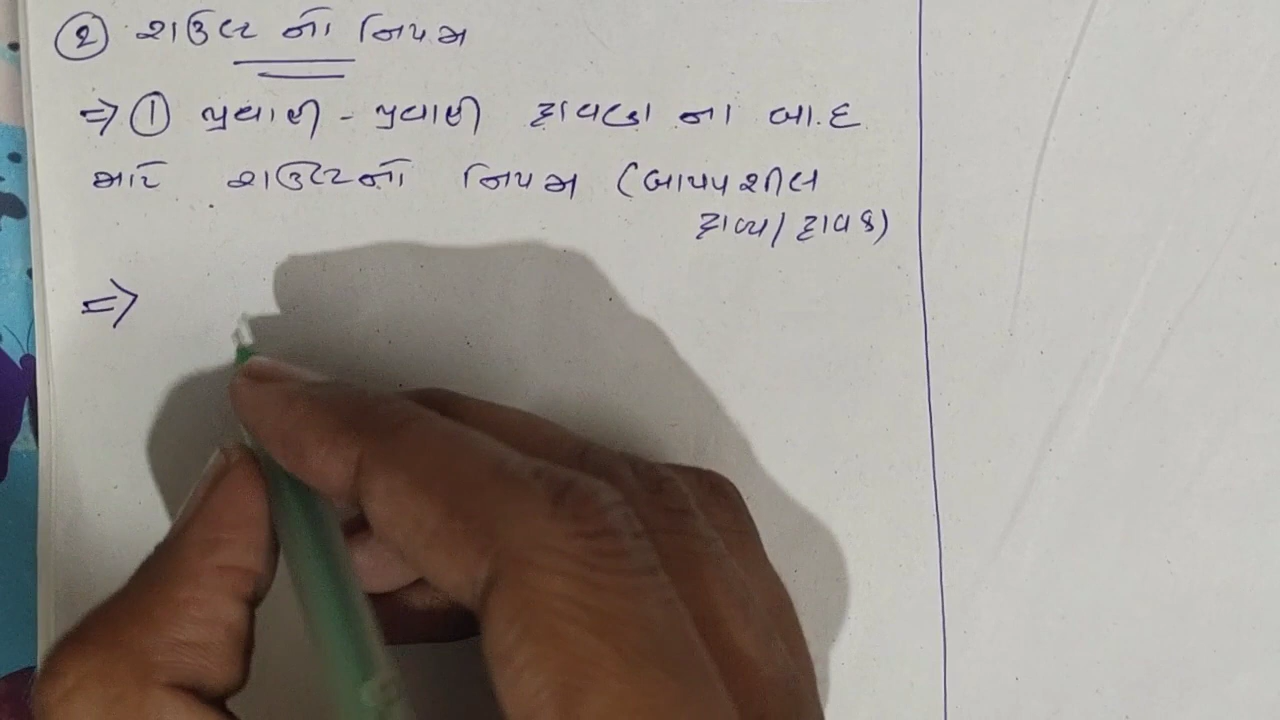 ② રાઉલ્ટ નો નિયમ
⇒ ① પ્રવાહી - પ્રવાહી દ્રાવણો ના બા.દ
માટે રાઉલ્ટનો નિયમ (બાષ્પશીલ
દ્રાવ્ય / દ્રાવક)
⇒